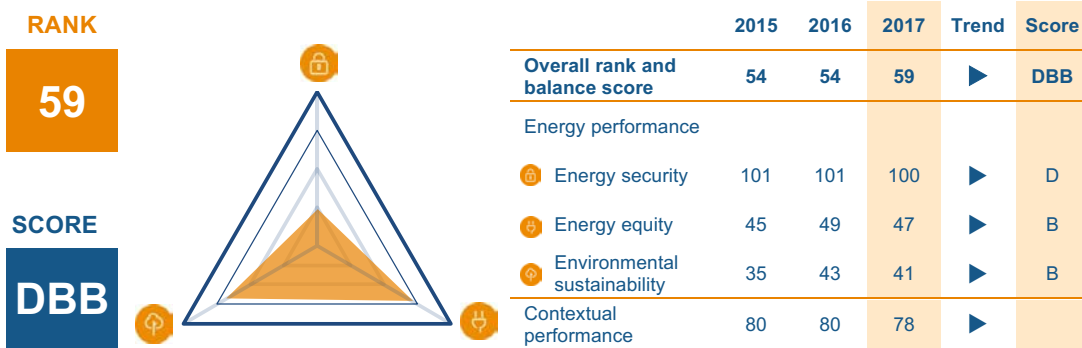 RANK
59
SCORE
DBB
2015 2016 2017 Trend Score
Overall rank and
balance score 54 54 59 DBB
Energy performance
Energy security 101 101 100 D
Energy equity 45 49 47 B
Environmental
sustainability 35 43 41 B
Contextual
performance 80 80 78